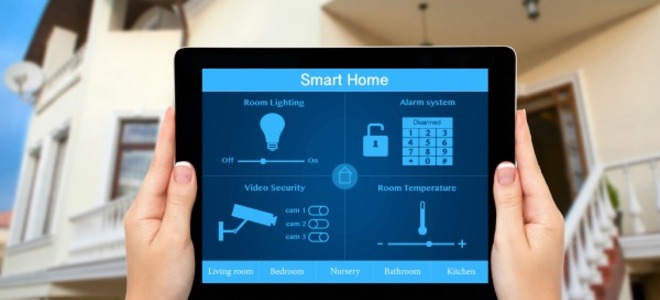 Smart Home
Room Lighting
Off
On
Alarm system
Disarmed
1 2 3
4 5 6
7 8 9
* 0 #
Video Security
cam 1
cam 2
cam 3
Room Temperature
- +
Living room
Bedroom
Nursery
Bathroom
Kitchen